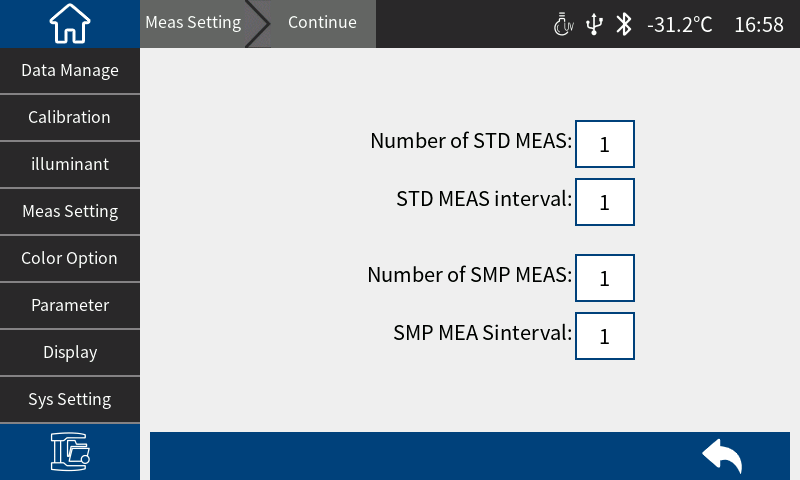 Meas Setting
Continue
UV
-31.2℃
16:58
Data Manage
Calibration
illuminant
Meas Setting
Color Option
Parameter
Display
Sys Setting
Number of STD MEAS: 1
STD MEAS interval: 1
Number of SMP MEAS: 1
SMP MEA Sinterval: 1